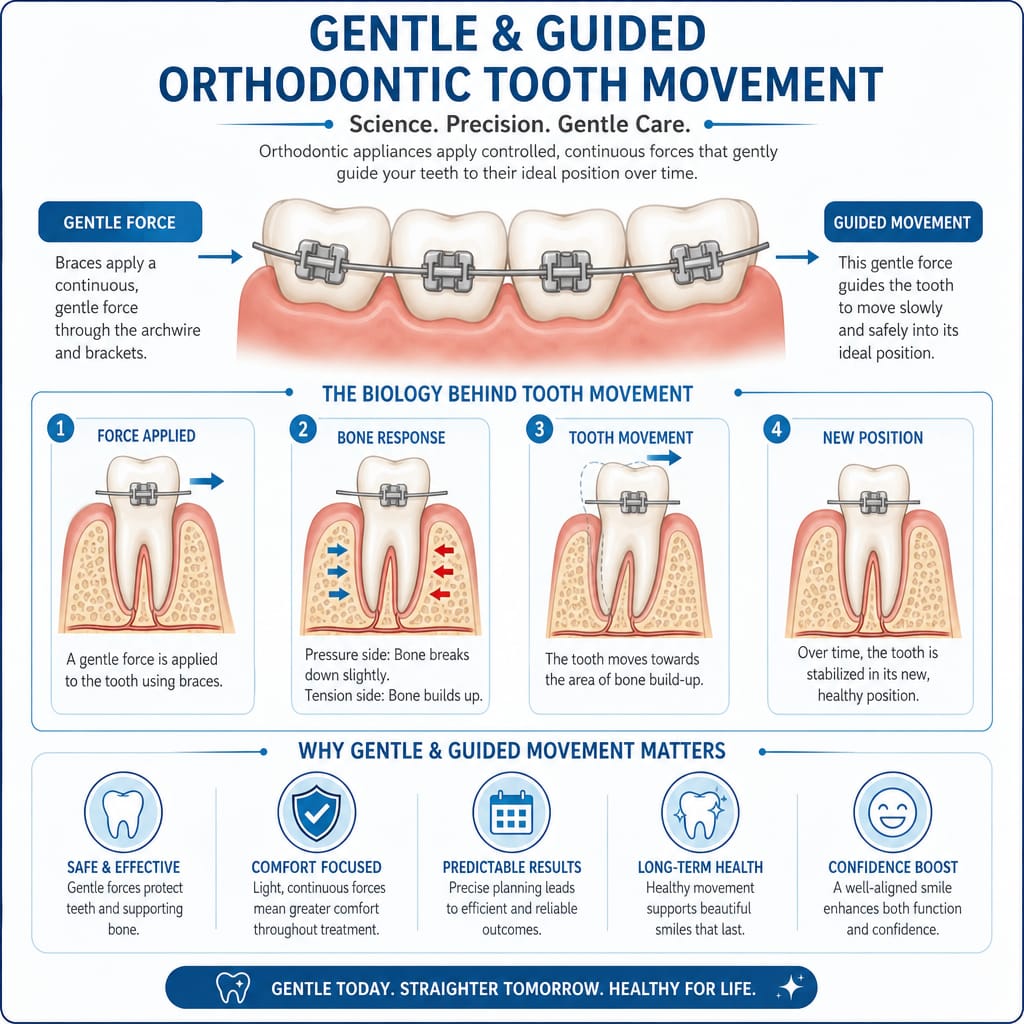 GENTLE & GUIDED
ORTHODONTIC TOOTH MOVEMENT
Science. Precision. Gentle Care.
Orthodontic appliances apply controlled, continuous forces that gently
guide your teeth to their ideal position over time.
GENTLE FORCE
Braces apply a
continuous,
gentle force
through the archwire
and brackets.
GUIDED MOVEMENT
This gentle force
guides the tooth
to move slowly
and safely into its
ideal position.
THE BIOLOGY BEHIND TOOTH MOVEMENT
1
FORCE APPLIED
A gentle force is applied
to the tooth using braces.
2
BONE RESPONSE
Pressure side: Bone breaks
down slightly.
Tension side: Bone builds up.
3
TOOTH MOVEMENT
The tooth moves towards
the area of bone build-up.
4
NEW POSITION
Over time, the tooth is
stabilized in its new,
healthy position.
WHY GENTLE & GUIDED MOVEMENT MATTERS
SAFE & EFFECTIVE
Gentle forces protect
teeth and supporting
bone.
COMFORT FOCUSED
Light, continuous forces
mean greater comfort
throughout treatment.
PREDICTABLE RESULTS
Precise planning leads
to efficient and reliable
outcomes.
LONG-TERM HEALTH
Healthy movement
supports beautiful
smiles that last.
CONFIDENCE BOOST
A well-aligned smile
enhances both function
and confidence.
GENTLE TODAY. STRAIGHTER TOMORROW. HEALTHY FOR LIFE.